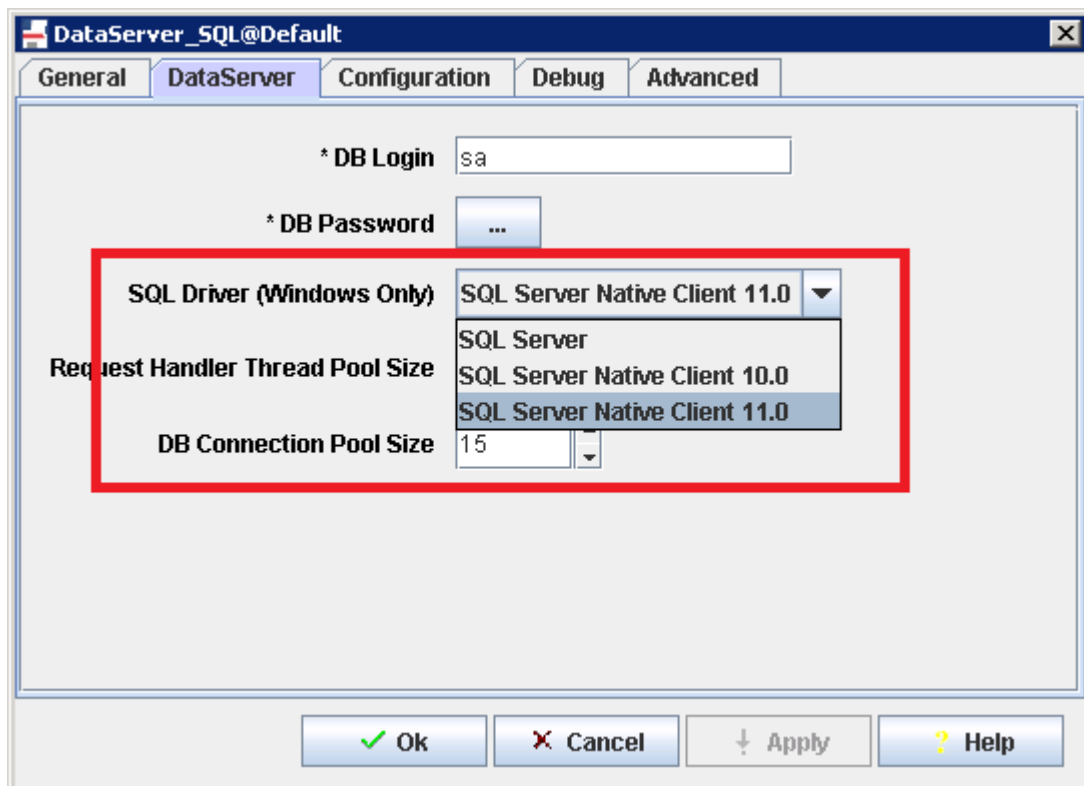 DataServer_SQL@Default
General DataServer Configuration Debug Advanced
* DB Login sa
* DB Password ...
SQL Driver (Windows Only) SQL Server Native Client 11.0
SQL Server
Request Handler Thread Pool Size SQL Server Native Client 10.0
SQL Server Native Client 11.0
DB Connection Pool Size 15
Ok Cancel Apply ? Help